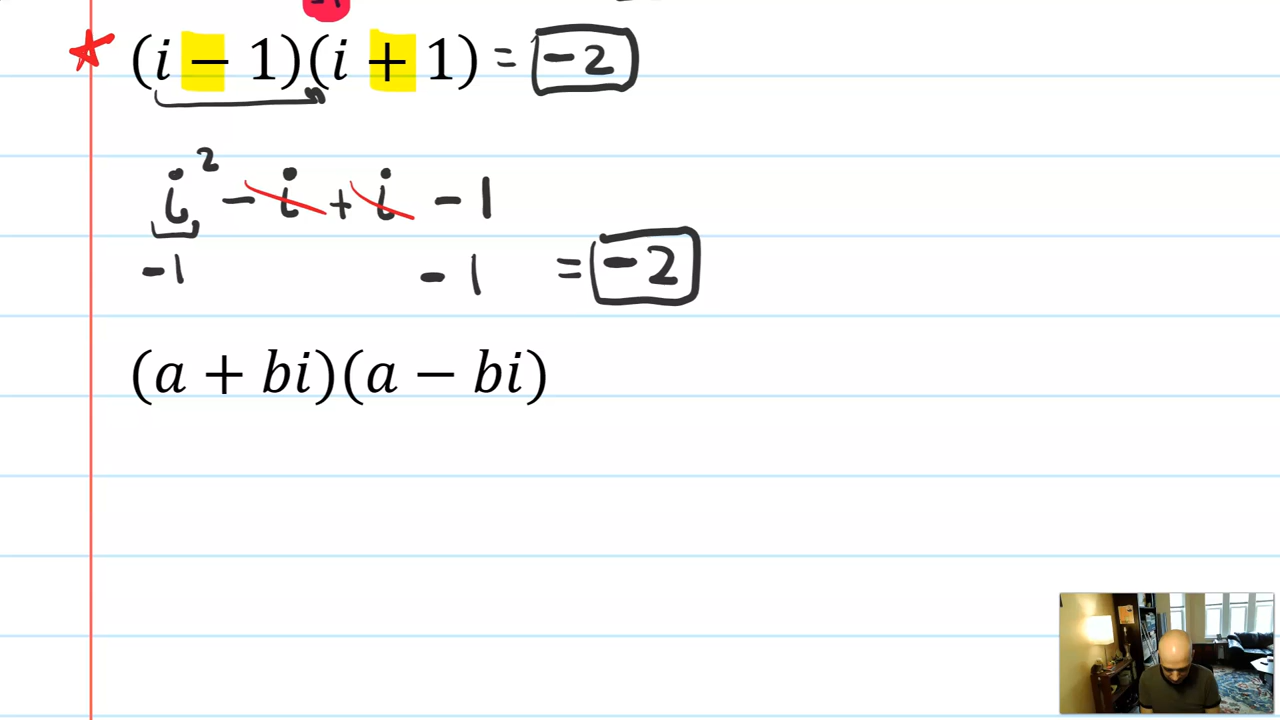 (i − 1)(i + 1) = -2
i² - i + i - 1
-1 - 1 = -2
(a + bi)(a − bi)